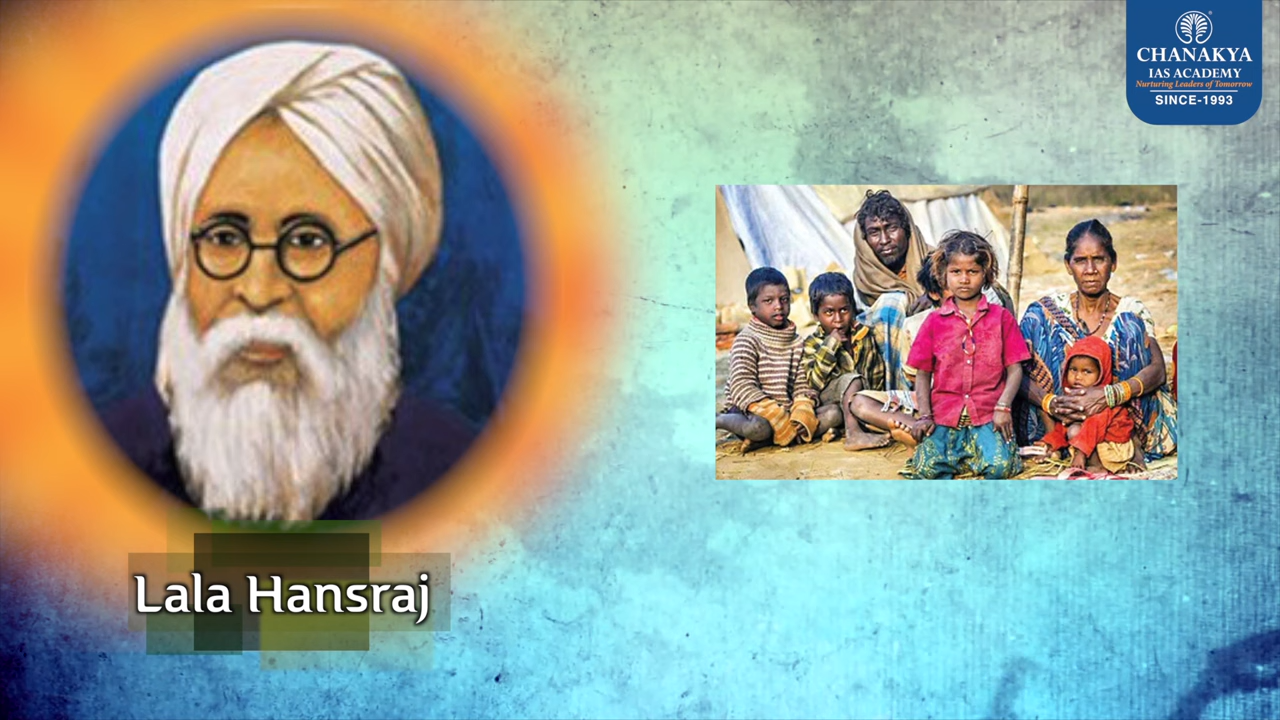 CHANAKYA
IAS ACADEMY
Nurturing Leaders of Tomorrow
SINCE-1993
Lala Hansraj